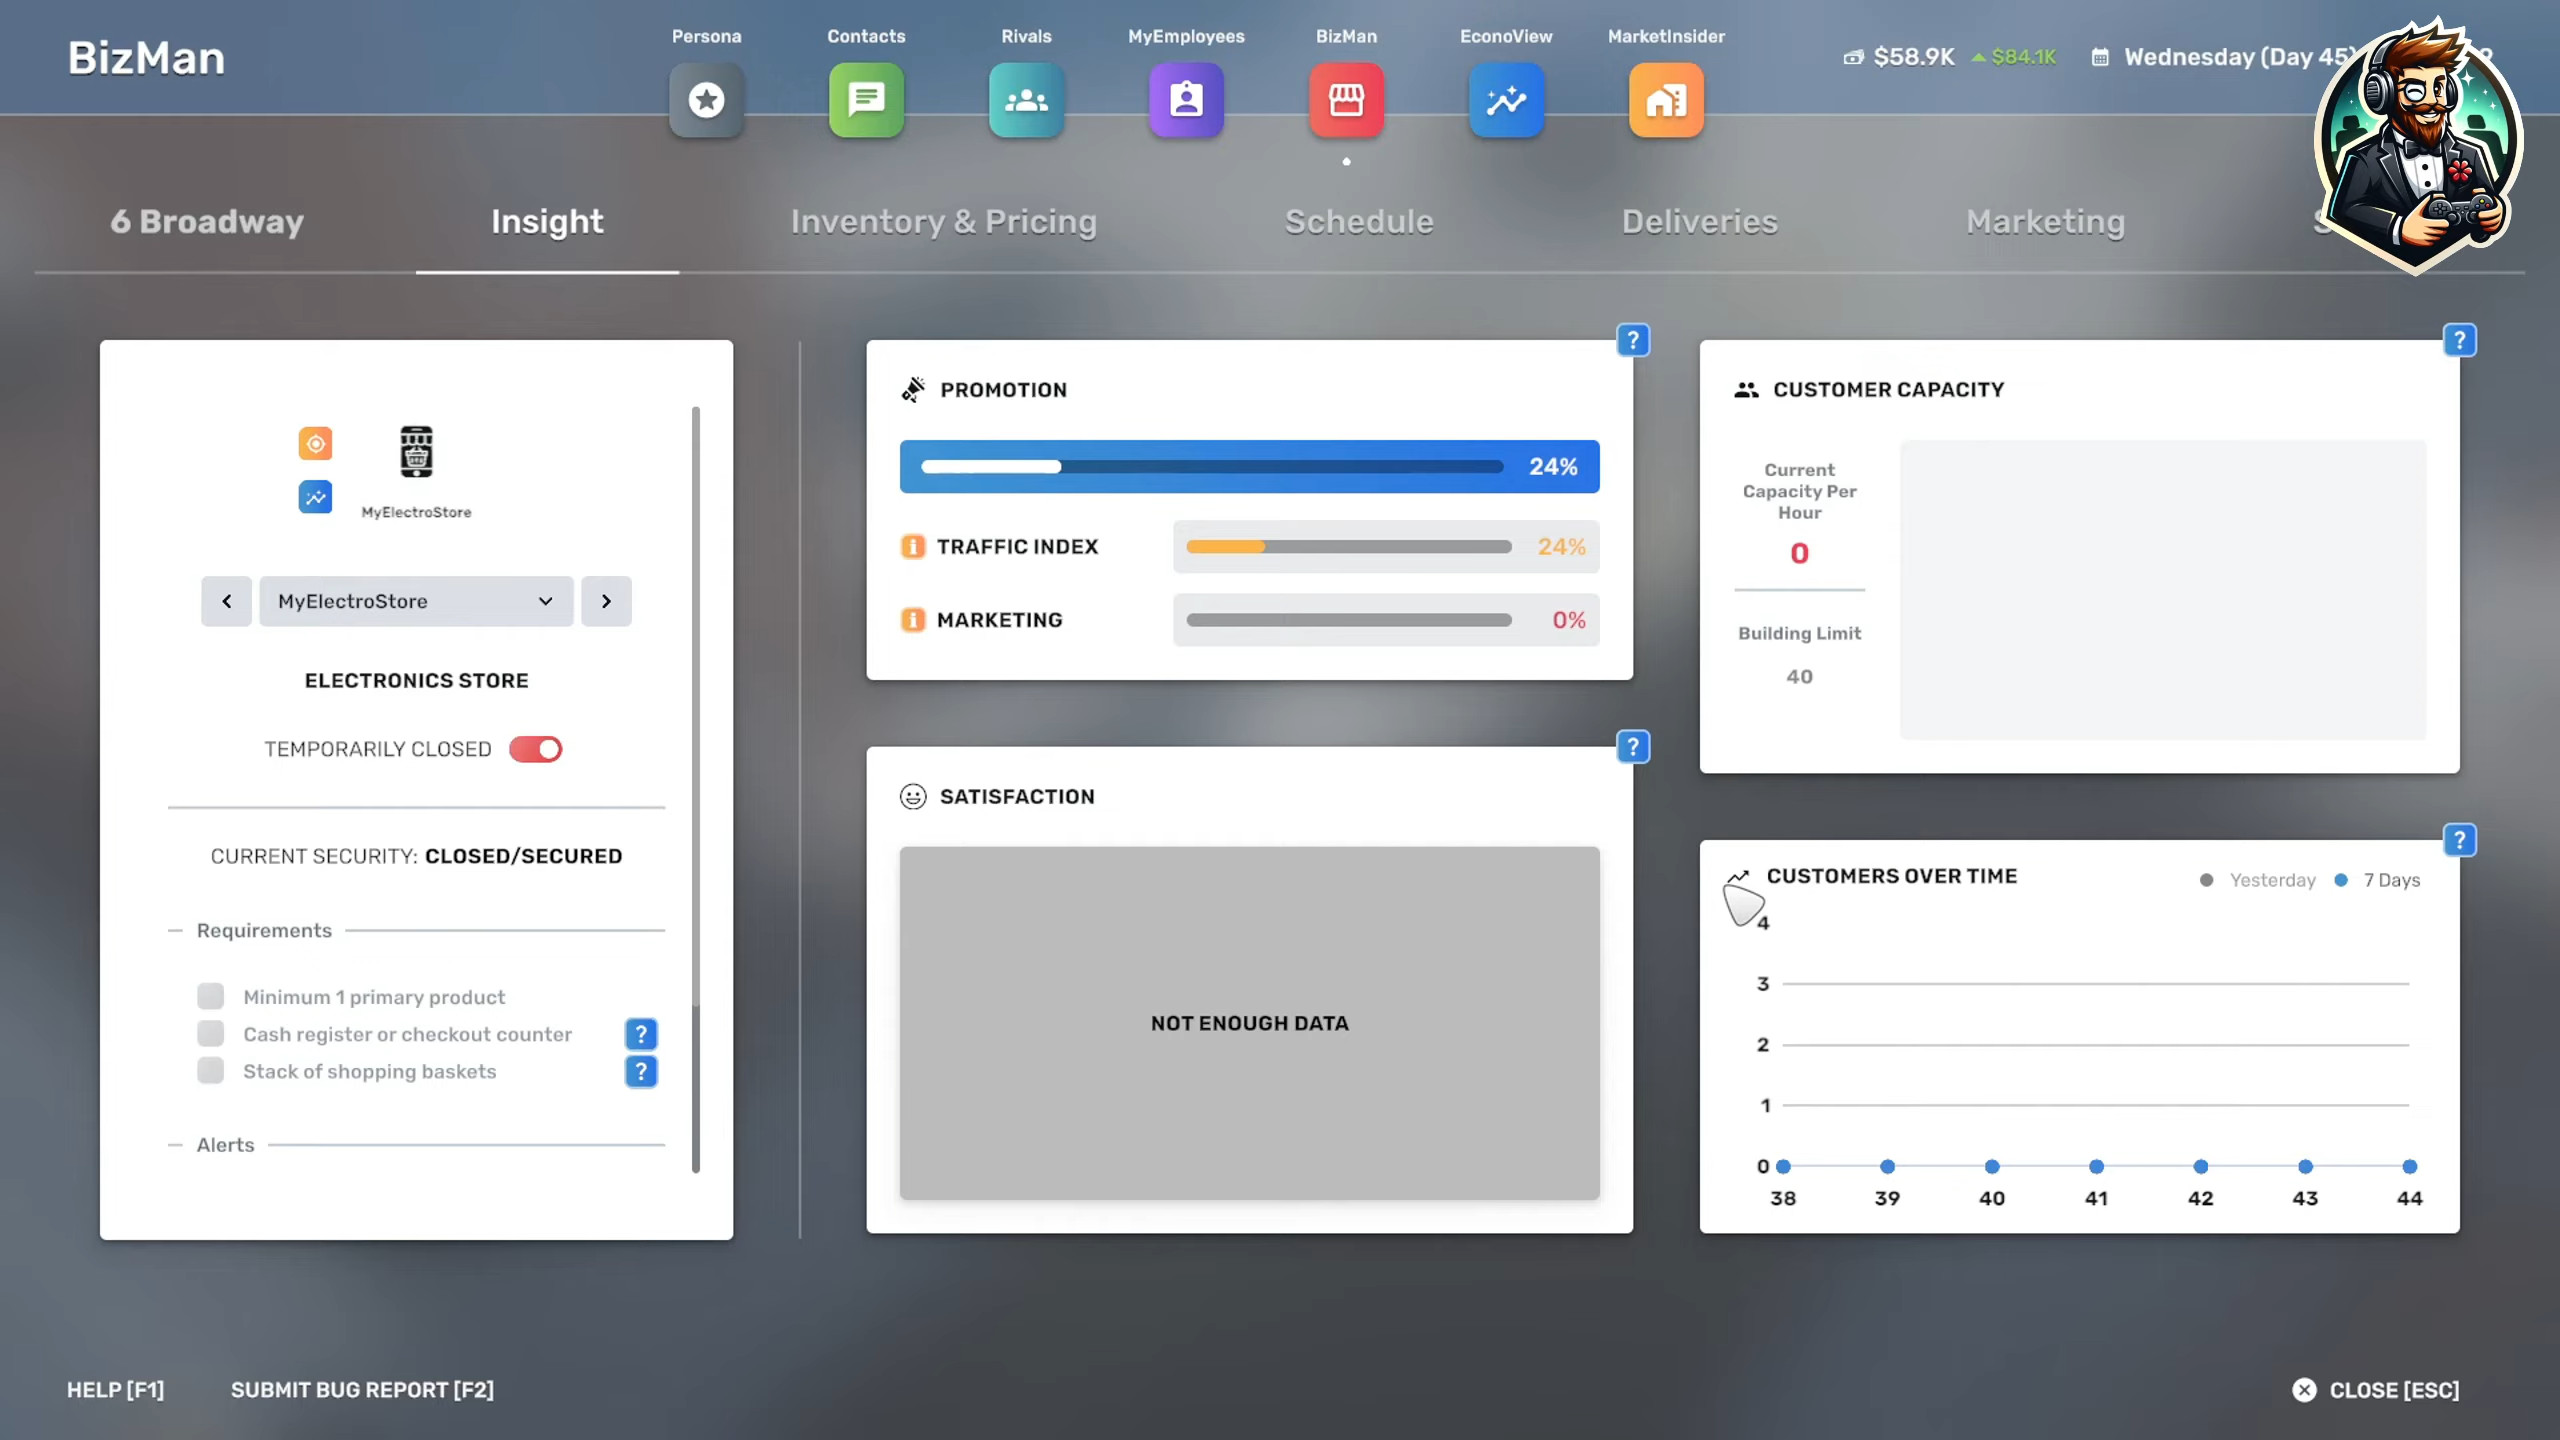 BizMan
Persona
Contacts
Rivals
MyEmployees
BizMan
EconoView
MarketInsider
$58.9K
$84.1K
Wednesday (Day 45)
6 Broadway
Insight
Inventory & Pricing
Schedule
Deliveries
Marketing
MyElectroStore
MyElectroStore
ELECTRONICS STORE
TEMPORARILY CLOSED
CURRENT SECURITY: CLOSED/SECURED
Requirements
Minimum 1 primary product
Cash register or checkout counter
?
Stack of shopping baskets
?
Alerts
?
PROMOTION
24%
TRAFFIC INDEX
24%
MARKETING
0%
?
SATISFACTION
NOT ENOUGH DATA
?
CUSTOMER CAPACITY
Current
Capacity Per
Hour
0
Building Limit
40
?
CUSTOMERS OVER TIME
Yesterday
7 Days
4
3
2
1
0
38
39
40
41
42
43
44
HELP [F1]
SUBMIT BUG REPORT [F2]
CLOSE [ESC]